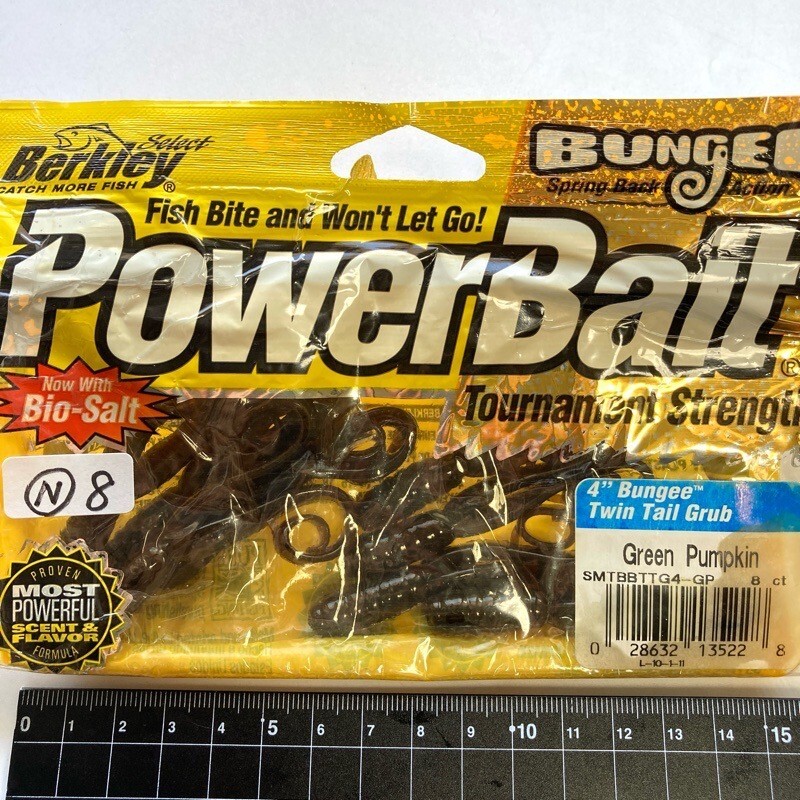 Berkley Select
CATCH MORE FISH ®
BUNGEE
Spring Back Action
Fish Bite and Won't Let Go!
PowerBait®
Tournament Strength
Now With
Bio-Salt
N 8
PROVEN
MOST
POWERFUL
SCENT &
FLAVOR
FORMULA
4" Bungee™
Twin Tail Grub
Green Pumpkin
SMTBBTTG4-GP 8 ct
0 28632 13522 8
L-10-1-11
0 1 2 3 4 5 6 7 8 9 10 11 12 13 14 15